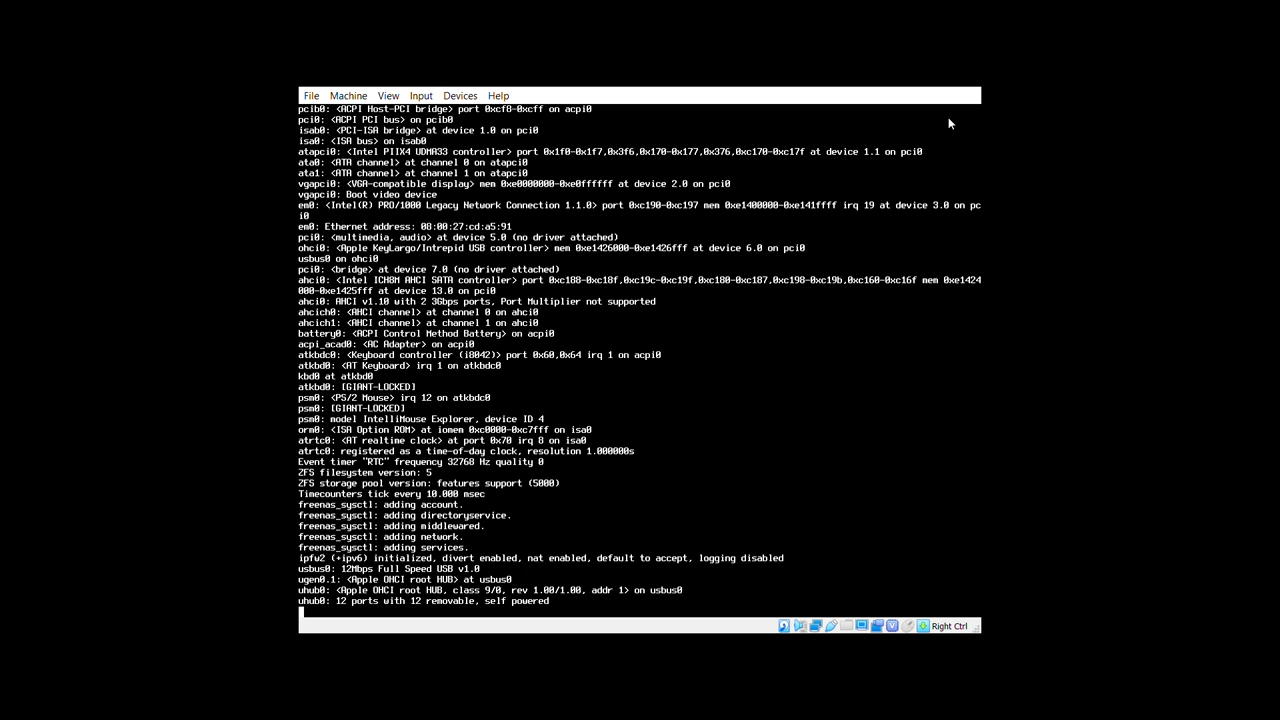 File Machine View Input Devices Help
pcib0: <ACPI Host-PCI bridge> port 0xcf8-0xcff on acpi0
pci0: <ACPI PCI bus> on pcib0
isab0: <PCI-ISA bridge> at device 1.0 on pci0
isa0: <ISA bus> on isab0
atapci0: <Intel PIIX4 UDMA33 controller> port 0x1f0-0x1f7,0x3f6,0x170-0x177,0x376,0xc170-0xc17f at device 1.1 on pci0
ata0: <ATA channel> at channel 0 on atapci0
ata1: <ATA channel> at channel 1 on atapci0
vgapci0: <VGA-compatible display> mem 0xe0000000-0xe0ffffff at device 2.0 on pci0
vgapci0: Boot video device
em0: <Intel(R) PRO/1000 Legacy Network Connection 1.1.0> port 0xc190-0xc197 mem 0xe1400000-0xe141ffff irq 19 at device 3.0 on pc
i0
em0: Ethernet address: 08:00:27:cd:a5:91
pci0: <multimedia, audio> at device 5.0 (no driver attached)
ohci0: <Apple KeyLargo/Intrepid USB controller> mem 0xe1426000-0xe1426fff at device 6.0 on pci0
usbus0 on ohci0
pci0: <bridge> at device 7.0 (no driver attached)
ahci0: <Intel ICH8M AHCI SATA controller> port 0xc188-0xc18f,0xc19c-0xc19f,0xc180-0xc187,0xc198-0xc19b,0xc160-0xc16f mem 0xe1424
000-0xe1425fff at device 13.0 on pci0
ahci0: AHCI v1.10 with 2 3Gbps ports, Port Multiplier not supported
ahcich0: <AHCI channel> at channel 0 on ahci0
ahcich1: <AHCI channel> at channel 1 on ahci0
battery0: <ACPI Control Method Battery> on acpi0
acpi_acad0: <AC Adapter> on acpi0
atkbdc0: <Keyboard controller (i8042)> port 0x60,0x64 irq 1 on acpi0
atkbd0: <AT Keyboard> irq 1 on atkbdc0
kbd0 at atkbd0
atkbd0: [GIANT-LOCKED]
psm0: <PS/2 Mouse> irq 12 on atkbdc0
psm0: [GIANT-LOCKED]
psm0: model IntelliMouse Explorer, device ID 4
orm0: <ISA Option ROM> at iomem 0xc0000-0xc7fff on isa0
atrtc0: <AT realtime clock> at port 0x70 irq 8 on isa0
atrtc0: registered as a time-of-day clock, resolution 1.000000s
Event timer "RTC" frequency 32768 Hz quality 0
ZFS filesystem version: 5
ZFS storage pool version: features support (5000)
Timecounters tick every 10.000 msec
freenas_sysctl: adding account.
freenas_sysctl: adding directoryservice.
freenas_sysctl: adding middlewared.
freenas_sysctl: adding network.
freenas_sysctl: adding services.
ipfw2 (+ipv6) initialized, divert enabled, nat enabled, default to accept, logging disabled
usbus0: 12Mbps Full Speed USB v1.0
ugen0.1: <Apple OHCI root HUB> at usbus0
uhub0: <Apple OHCI root HUB, class 9/0, rev 1.00/1.00, addr 1> on usbus0
uhub0: 12 ports with 12 removable, self powered
Right Ctrl